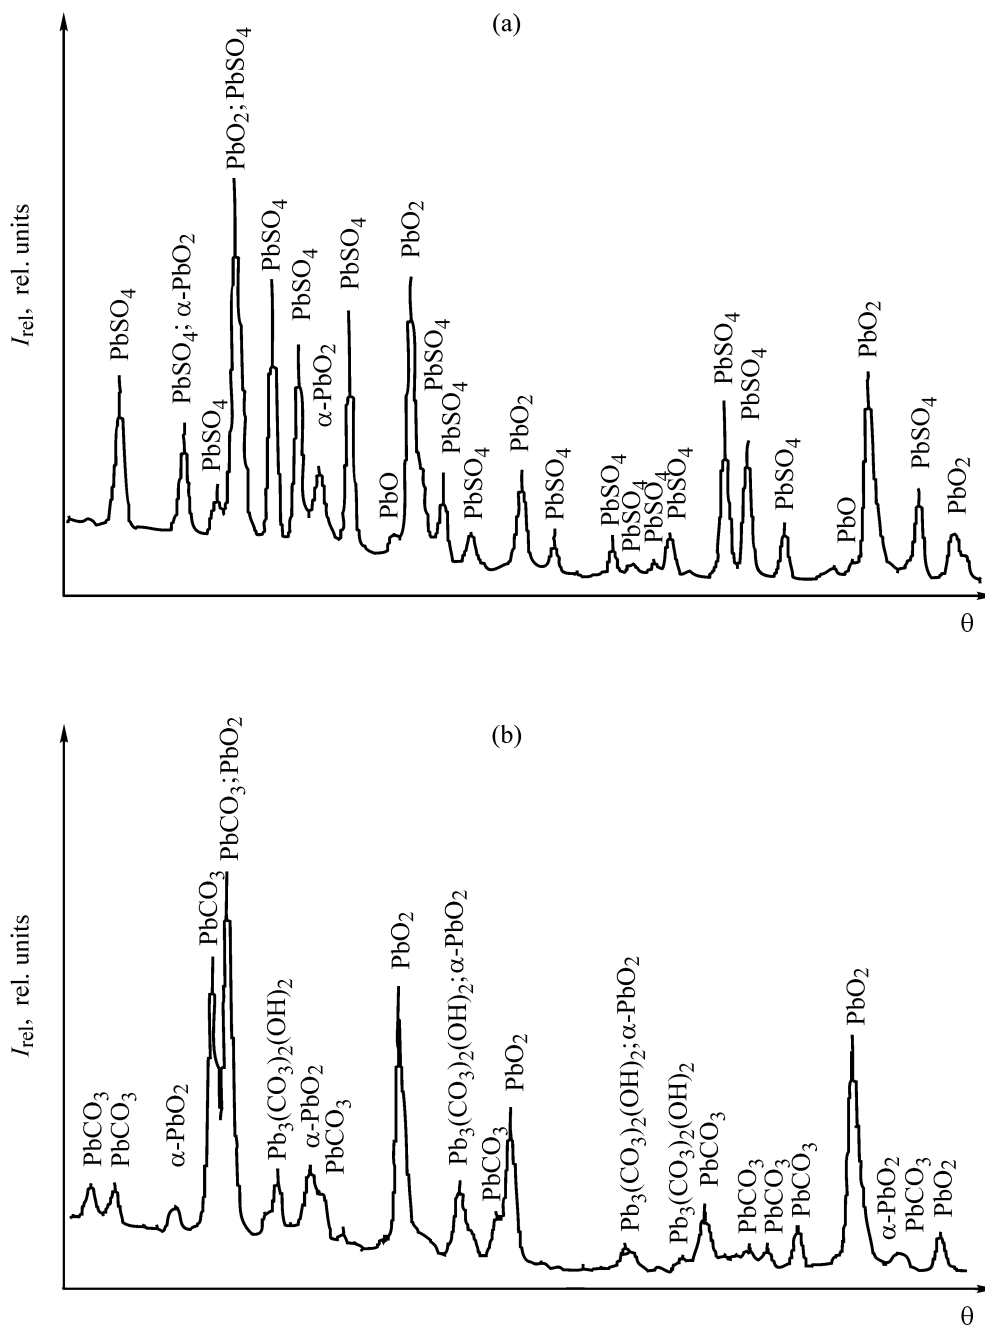 (a)
I_rel, rel. units
PbSO₄
PbSO₄; α-PbO₂
PbSO₄
PbO₂; PbSO₄
PbSO₄
PbSO₄
α-PbO₂
PbSO₄
PbO
PbO₂
PbSO₄
PbSO₄
PbSO₄
PbO₂
PbSO₄
PbSO₄
PbSO₄
PbSO₄
PbSO₄
PbSO₄
PbSO₄
PbSO₄
PbO
PbO₂
PbSO₄
PbO₂
θ
(b)
I_rel, rel. units
PbCO₃
PbCO₃
α-PbO₂
PbCO₃
PbCO₃; PbO₂
Pb₃(CO₃)₂(OH)₂
α-PbO₂
PbCO₃
PbO₂
Pb₃(CO₃)₂(OH)₂; α-PbO₂
PbCO₃
PbO₂
Pb₃(CO₃)₂(OH)₂; α-PbO₂
Pb₃(CO₃)₂(OH)₂
PbCO₃
PbCO₃
PbCO₃
PbCO₃
PbO₂
α-PbO₂
PbCO₃
PbO₂
θ